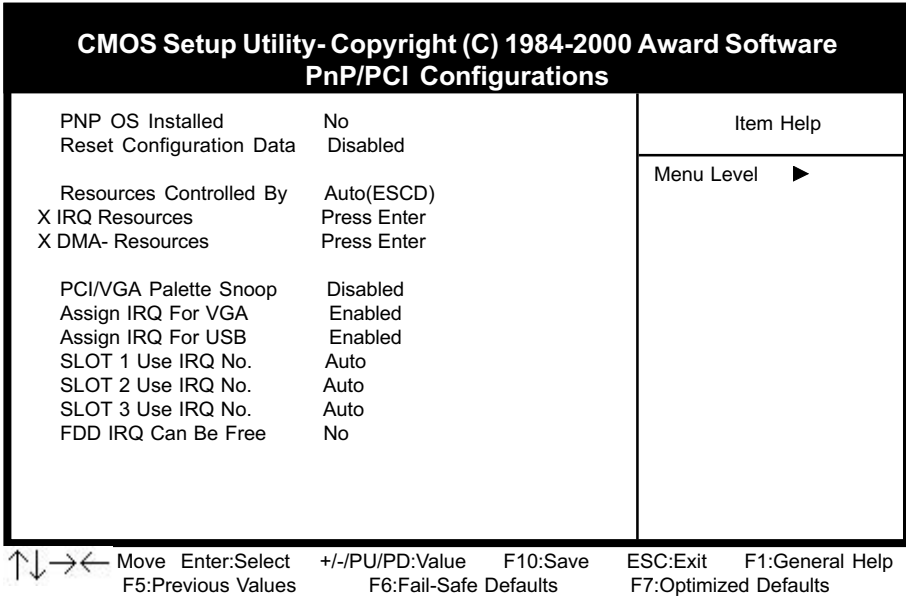 CMOS Setup Utility- Copyright (C) 1984-2000 Award Software
PnP/PCI Configurations
PNP OS Installed No
Reset Configuration Data Disabled
Resources Controlled By Auto(ESCD)
X IRQ Resources Press Enter
X DMA- Resources Press Enter
PCI/VGA Palette Snoop Disabled
Assign IRQ For VGA Enabled
Assign IRQ For USB Enabled
SLOT 1 Use IRQ No. Auto
SLOT 2 Use IRQ No. Auto
SLOT 3 Use IRQ No. Auto
FDD IRQ Can Be Free No
Item Help
Menu Level ▶
↑↓→← Move Enter:Select +/-/PU/PD:Value F10:Save ESC:Exit F1:General Help
F5:Previous Values F6:Fail-Safe Defaults F7:Optimized Defaults